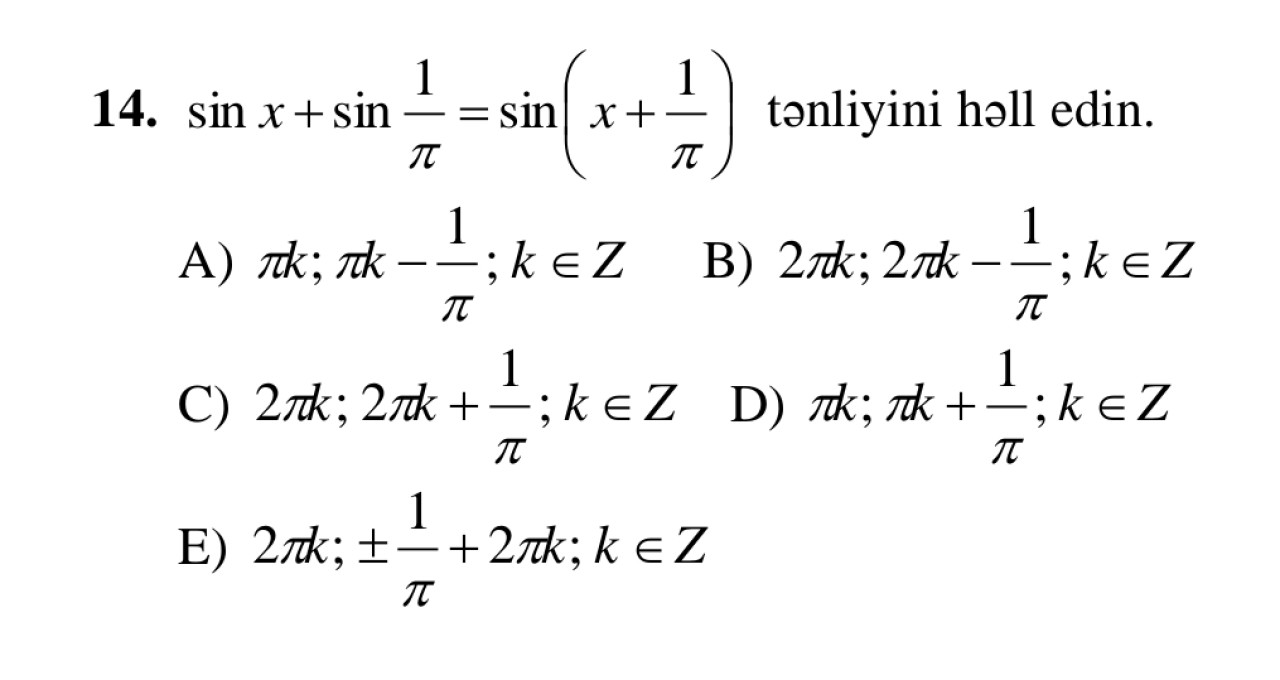 14. sin x + sin 1/π = sin( x + 1/π ) tənliyini həll edin.
A) πk; πk − 1/π; k ∈ Z B) 2πk; 2πk − 1/π; k ∈ Z
C) 2πk; 2πk + 1/π; k ∈ Z D) πk; πk + 1/π; k ∈ Z
E) 2πk; ± 1/π + 2πk; k ∈ Z